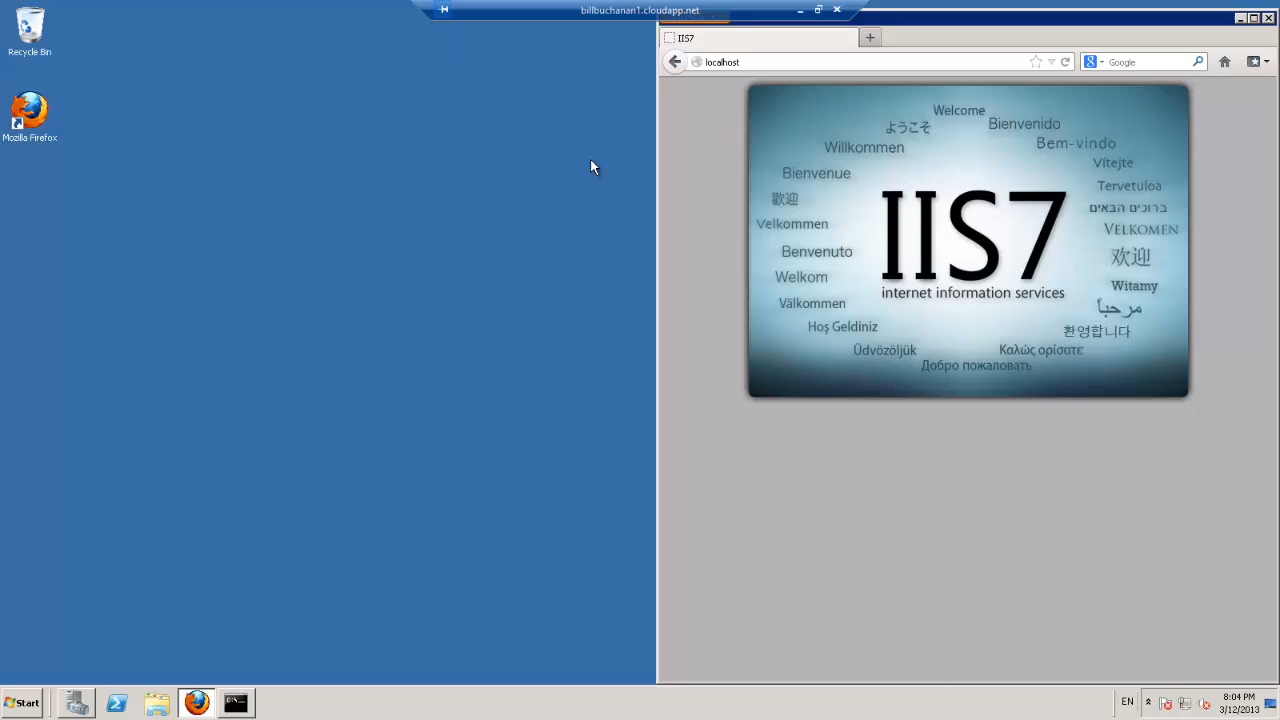 billbuchanan1.cloudapp.net
Recycle Bin
Mozilla Firefox
IIS7
localhost
Google
Welcome
ようこそ
Bienvenido
Willkommen
Bem-vindo
Vítejte
Bienvenue
Tervetuloa
歡迎
ברוכים הבאים
Velkommen
VELKOMEN
IIS7
Benvenuto
欢迎
Welkom
Witamy
internet information services
Välkommen
مرحباً
Hoş Geldiniz
환영합니다
Üdvözöljük
Καλώς ορίσατε
Добро пожаловать
Start
EN
8:04 PM
3/12/2013